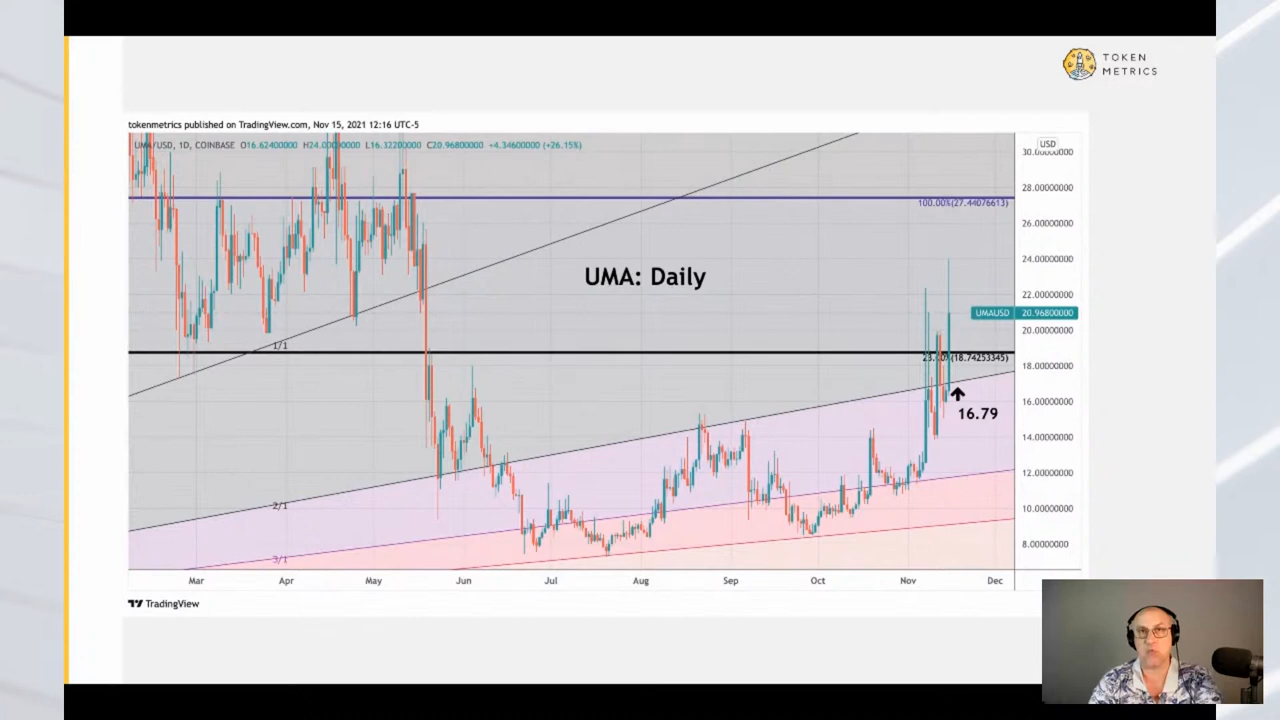 TOKEN
METRICS
tokenmetrics published on TradingView.com, Nov 15, 2021 12:16 UTC-5
UMA/USD, 1D, COINBASE O16.62400000 H24.00000000 L16.32200000 C20.96800000 +4.34600000 (+26.15%)
USD
30.00000000
28.00000000
100.00%(27.44076613)
26.00000000
24.00000000
UMA: Daily
22.00000000
UMAUSD 20.96800000
20.00000000
1/1
(18.74253345)
18.00000000
16.00000000
16.79
14.00000000
12.00000000
2/1
10.00000000
8.00000000
3/1
Mar Apr May Jun Jul Aug Sep Oct Nov Dec
TradingView